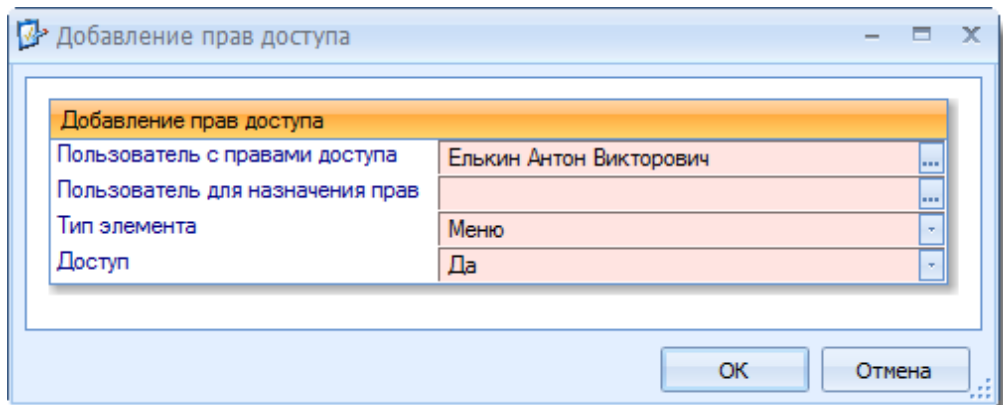 Добавление прав доступа
Добавление прав доступа
Пользователь с правами доступа Елькин Антон Викторович ...
Пользователь для назначения прав ...
Тип элемента Меню
Доступ Да
ОК Отмена